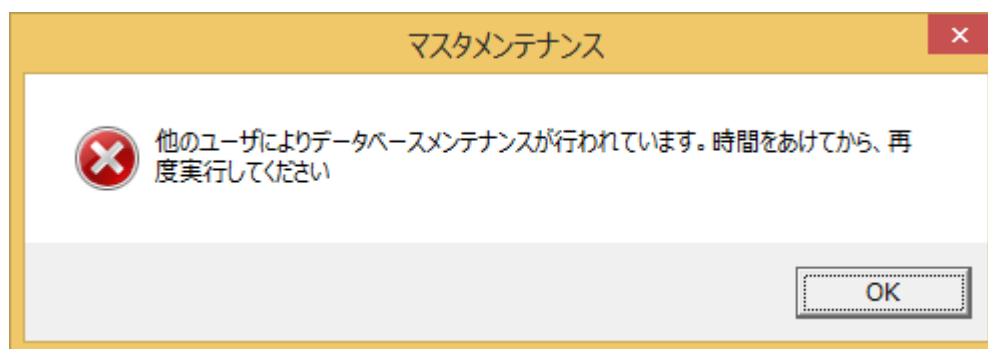 マスタメンテナンス
他のユーザによりデータベースメンテナンスが行われています。時間をあけてから、再
度実行してください
OK